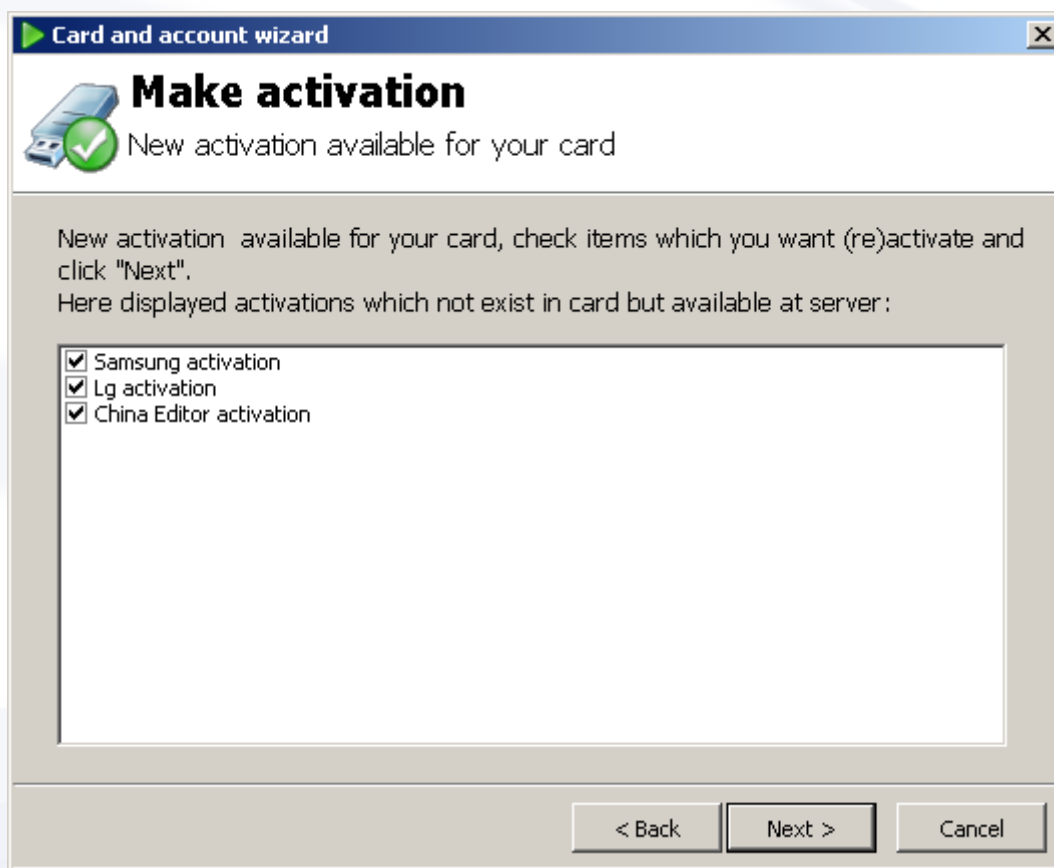 Card and account wizard
Make activation
New activation available for your card
New activation  available for your card, check items which you want (re)activate and
click "Next".
Here displayed activations which not exist in card but available at server:
Samsung activation
Lg activation
China Editor activation
< Back
Next >
Cancel